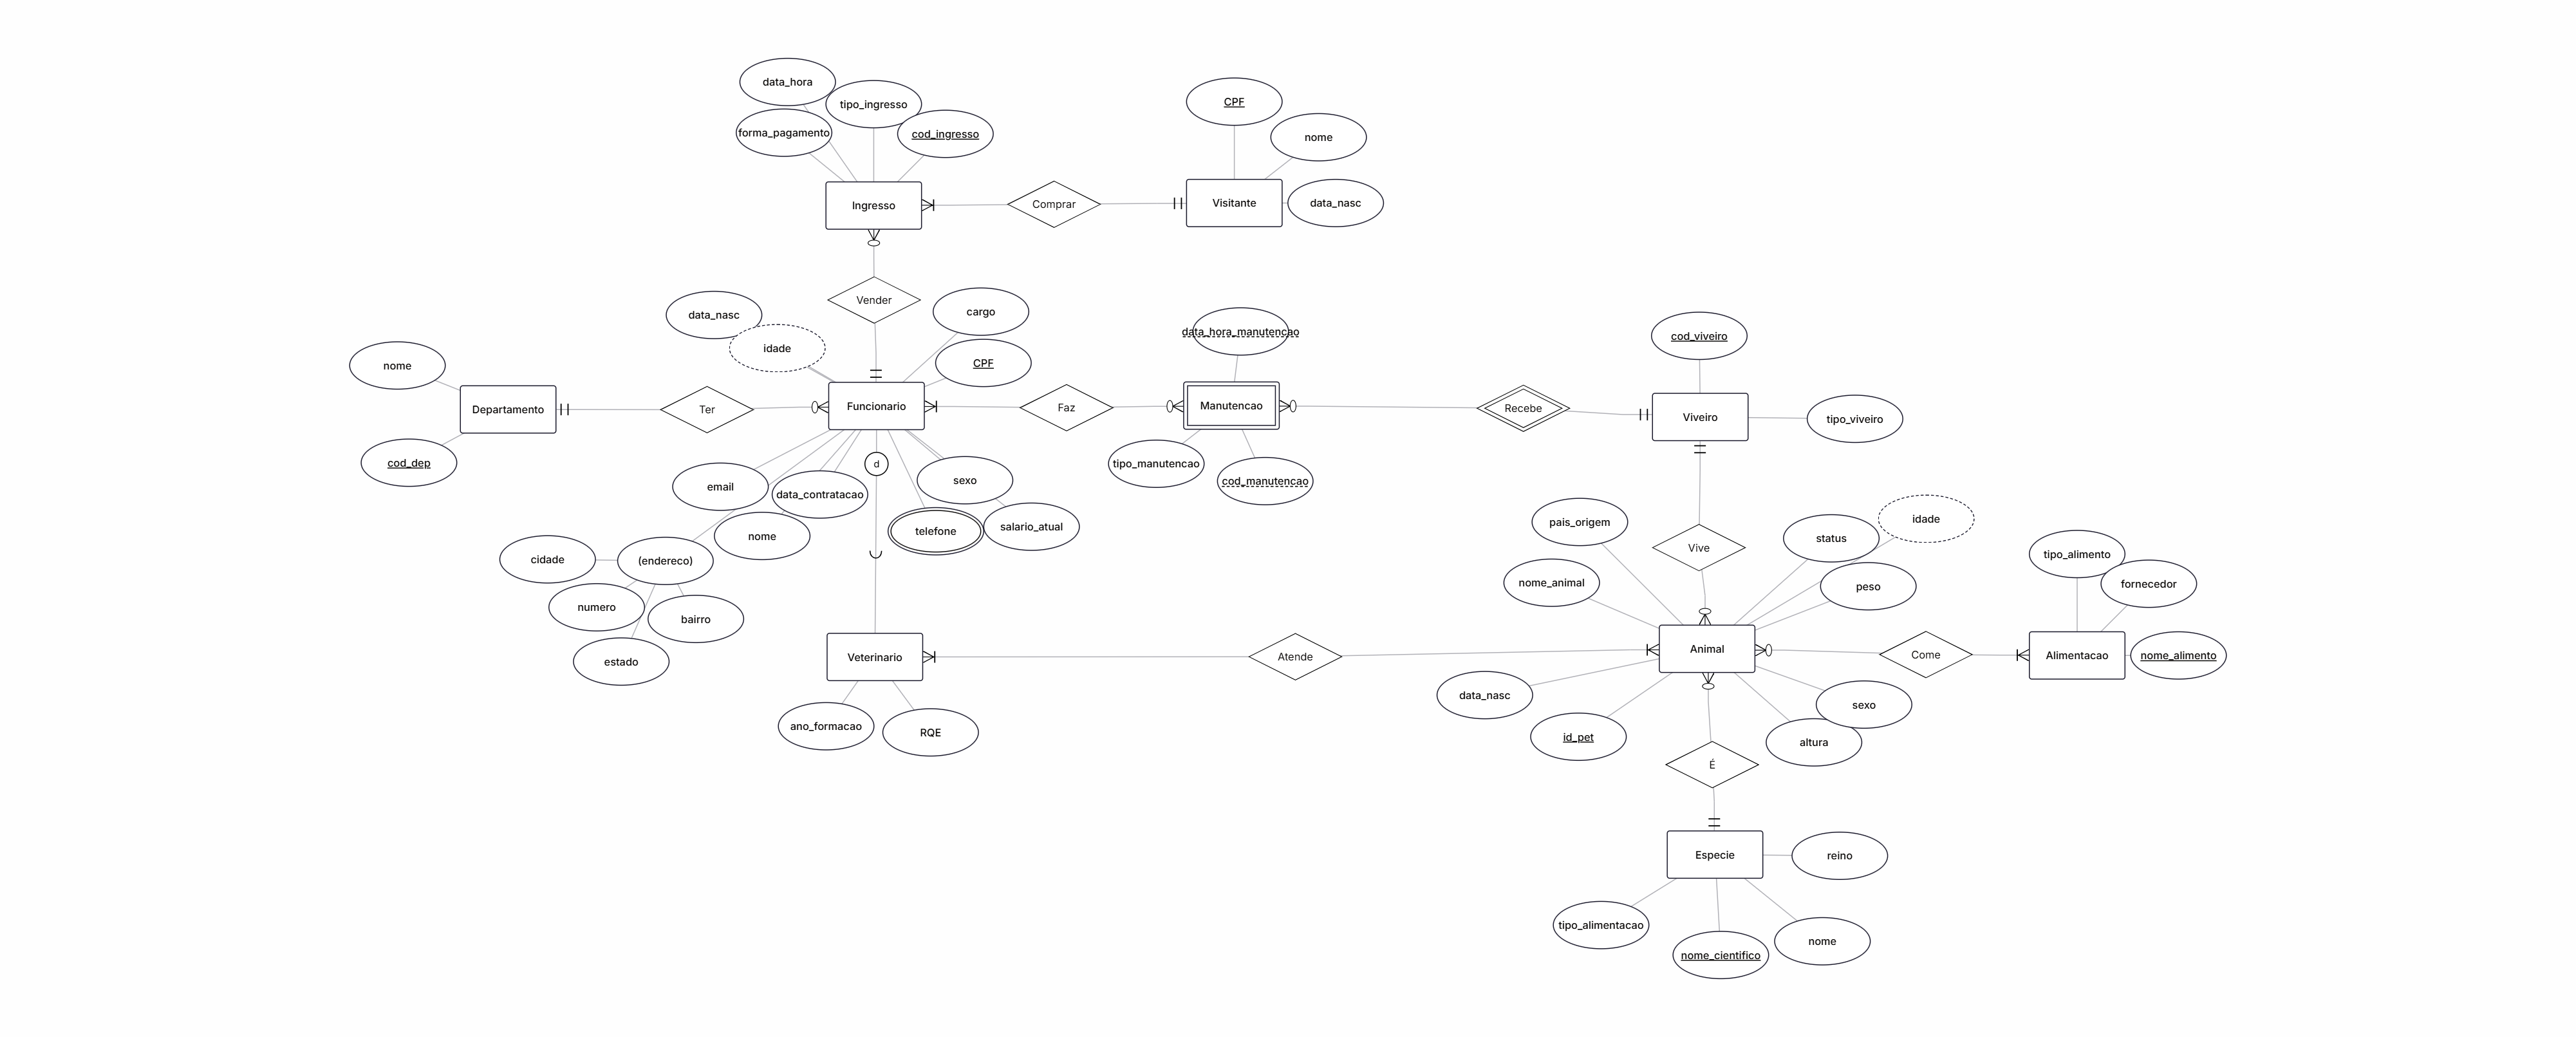 data_hora
tipo_ingresso
forma_pagamento
cod_ingresso
Ingresso
Comprar
CPF
nome
Visitante
data_nasc
Vender
data_nasc
idade
cargo
CPF
nome
Departamento
cod_dep
Ter
Funcionario
Faz
data_hora_manutencao
Manutencao
tipo_manutencao
cod_manutencao
Recebe
cod_viveiro
Viveiro
tipo_viveiro
email
data_contratacao
d
sexo
nome
telefone
salario_atual
cidade
(endereco)
numero
bairro
estado
Vive
pais_origem
nome_animal
status
idade
peso
tipo_alimento
fornecedor
Veterinario
Atende
Animal
Come
Alimentacao
nome_alimento
ano_formacao
RQE
data_nasc
id_pet
sexo
altura
É
Especie
reino
tipo_alimentacao
nome_cientifico
nome